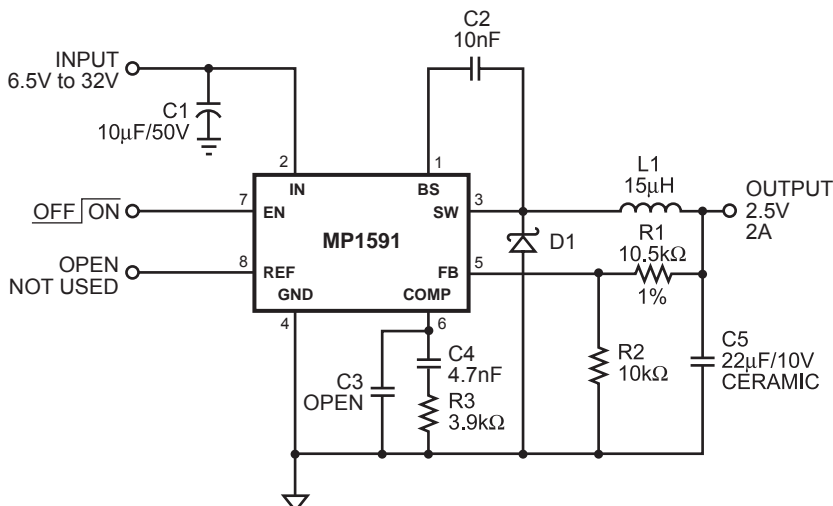 C2
10nF
INPUT
6.5V to 32V
C1
10µF/50V
2
1
IN
BS
L1
15µH
7
3
OFF ON
EN
SW
OUTPUT
2.5V
2A
MP1591
D1
R1
10.5kΩ
1%
OPEN
NOT USED
8
REF
FB
5
GND
COMP
4
6
C3
OPEN
C4
4.7nF
R3
3.9kΩ
R2
10kΩ
C5
22µF/10V
CERAMIC